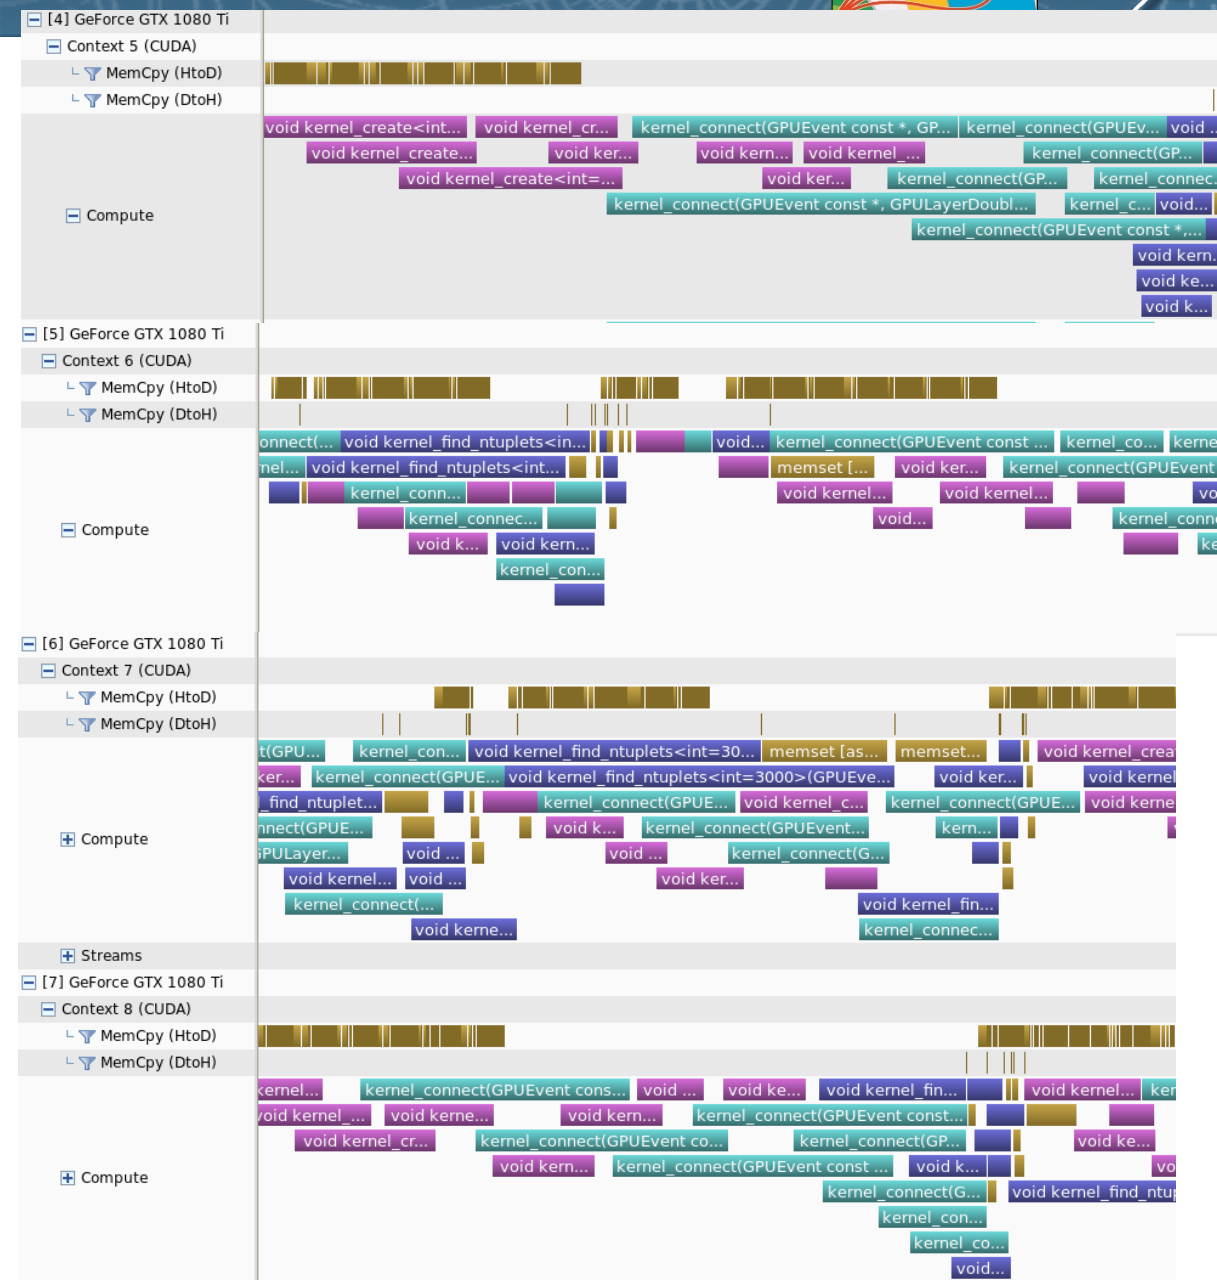 [4] GeForce GTX 1080 Ti
Context 5 (CUDA)
MemCpy (HtoD)
MemCpy (DtoH)
void kernel_create<int... void kernel_cr... kernel_connect(GPUEvent const *, GP... kernel_connect(GPUEv... void ..
void kernel_create... void ker... void kern... void kernel_... kernel_connect(GP...
void kernel_create<int=... void ker... kernel_connect(GP... kernel_connec.
Compute
kernel_connect(GPUEvent const *, GPULayerDoubl... kernel_c... void...
kernel_connect(GPUEvent const *,...
void kern.
void ke...
void k...
[5] GeForce GTX 1080 Ti
Context 6 (CUDA)
MemCpy (HtoD)
MemCpy (DtoH)
onnect(... void kernel_find_ntuplets<in... void... kernel_connect(GPUEvent const ... kernel_co... kerne
nel... void kernel_find_ntuplets<int... memset [... void ker... kernel_connect(GPUEvent
kernel_conn... void kernel... void kernel... vo
kernel_connec... void... kernel_conn
Compute
void k... void kern... ke
kernel_con...
[6] GeForce GTX 1080 Ti
Context 7 (CUDA)
MemCpy (HtoD)
MemCpy (DtoH)
t(GPU... kernel_con... void kernel_find_ntuplets<int=30... memset [as... memset... void kernel_crea
ker... kernel_connect(GPUE... void kernel_find_ntuplets<int=3000>(GPUEve... void ker... void kernel
_find_ntuplet... kernel_connect(GPUE... void kernel_c... kernel_connect(GPUE... void kerne
nnect(GPUE... void k... kernel_connect(GPUEvent... kern...
Compute
PULayer... void ... void ... kernel_connect(G...
void kernel... void ... void ker...
kernel_connect(... void kernel_fin...
void kerne... kernel_connec...
Streams
[7] GeForce GTX 1080 Ti
Context 8 (CUDA)
MemCpy (HtoD)
MemCpy (DtoH)
kernel... kernel_connect(GPUEvent cons... void ... void ke... void kernel_fin... void kernel... ker
void kernel_... void kerne... void kern... kernel_connect(GPUEvent const...
void kernel_cr... kernel_connect(GPUEvent co... kernel_connect(GP... void ke...
void kern... kernel_connect(GPUEvent const ... void k... vo
Compute
kernel_connect(G... void kernel_find_ntup
kernel_con...
kernel_co...
void...